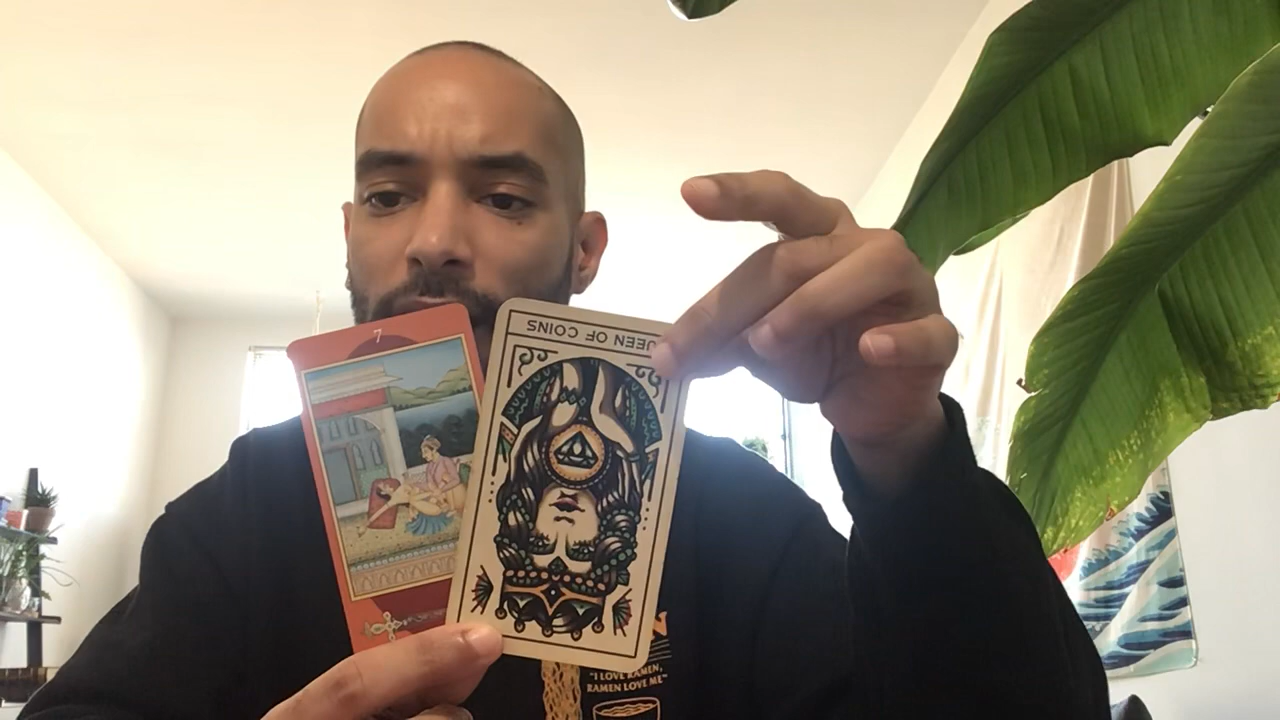 7
UEEN OF COINS
"I LOVE RAMEN,
RAMEN LOVE ME"